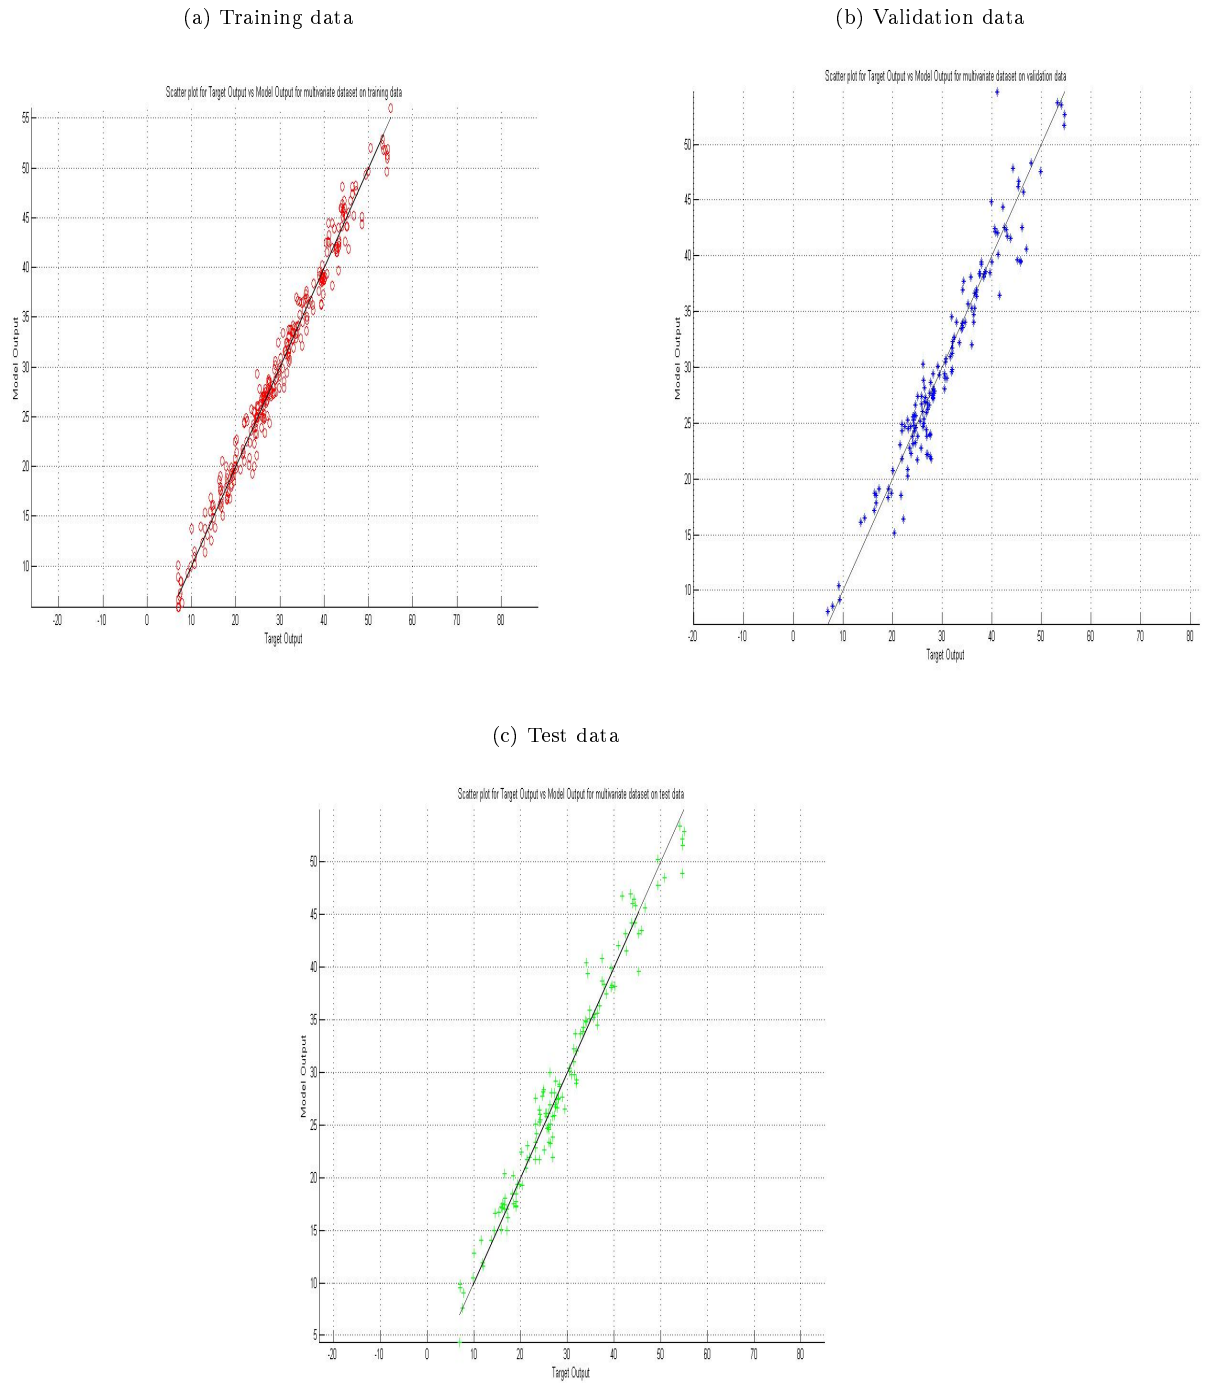 (a) Training data
(b) Validation data
Scatter plot for Target Output vs Model Output for multivariate dataset on training data
55
50
45
40
35
30
25
20
15
10
Model Output
-20 -10 0 10 20 30 40 50 60 70 80
Target Output
Scatter plot for Target Output vs Model Output for multivariate dataset on validation data
50
45
40
35
30
25
20
15
10
Model Output
-20 -10 0 10 20 30 40 50 60 70 80
Target Output
(c) Test data
Scatter plot for Target Output vs Model Output for multivariate dataset on test data
50
45
40
35
30
25
20
15
10
5
Model Output
-20 -10 0 10 20 30 40 50 60 70 80
Target Output